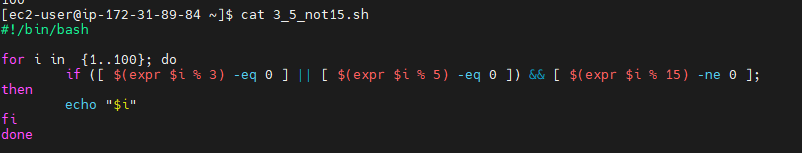 [ec2-user@ip-172-31-89-84 ~]$ cat 3_5_not15.sh
#!/bin/bash
for i in  {1..100}; do
        if ([ $(expr $i % 3) -eq 0 ] || [ $(expr $i % 5) -eq 0 ]) && [ $(expr $i % 15) -ne 0 ];
then
        echo "$i"
fi
done